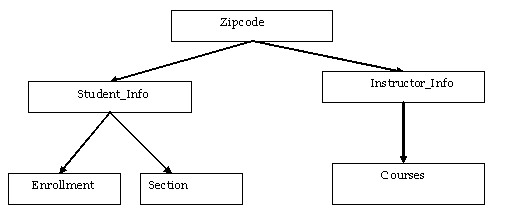 Zipcode
Student_Info
Instructor_Info
Enrollment
Section
Courses